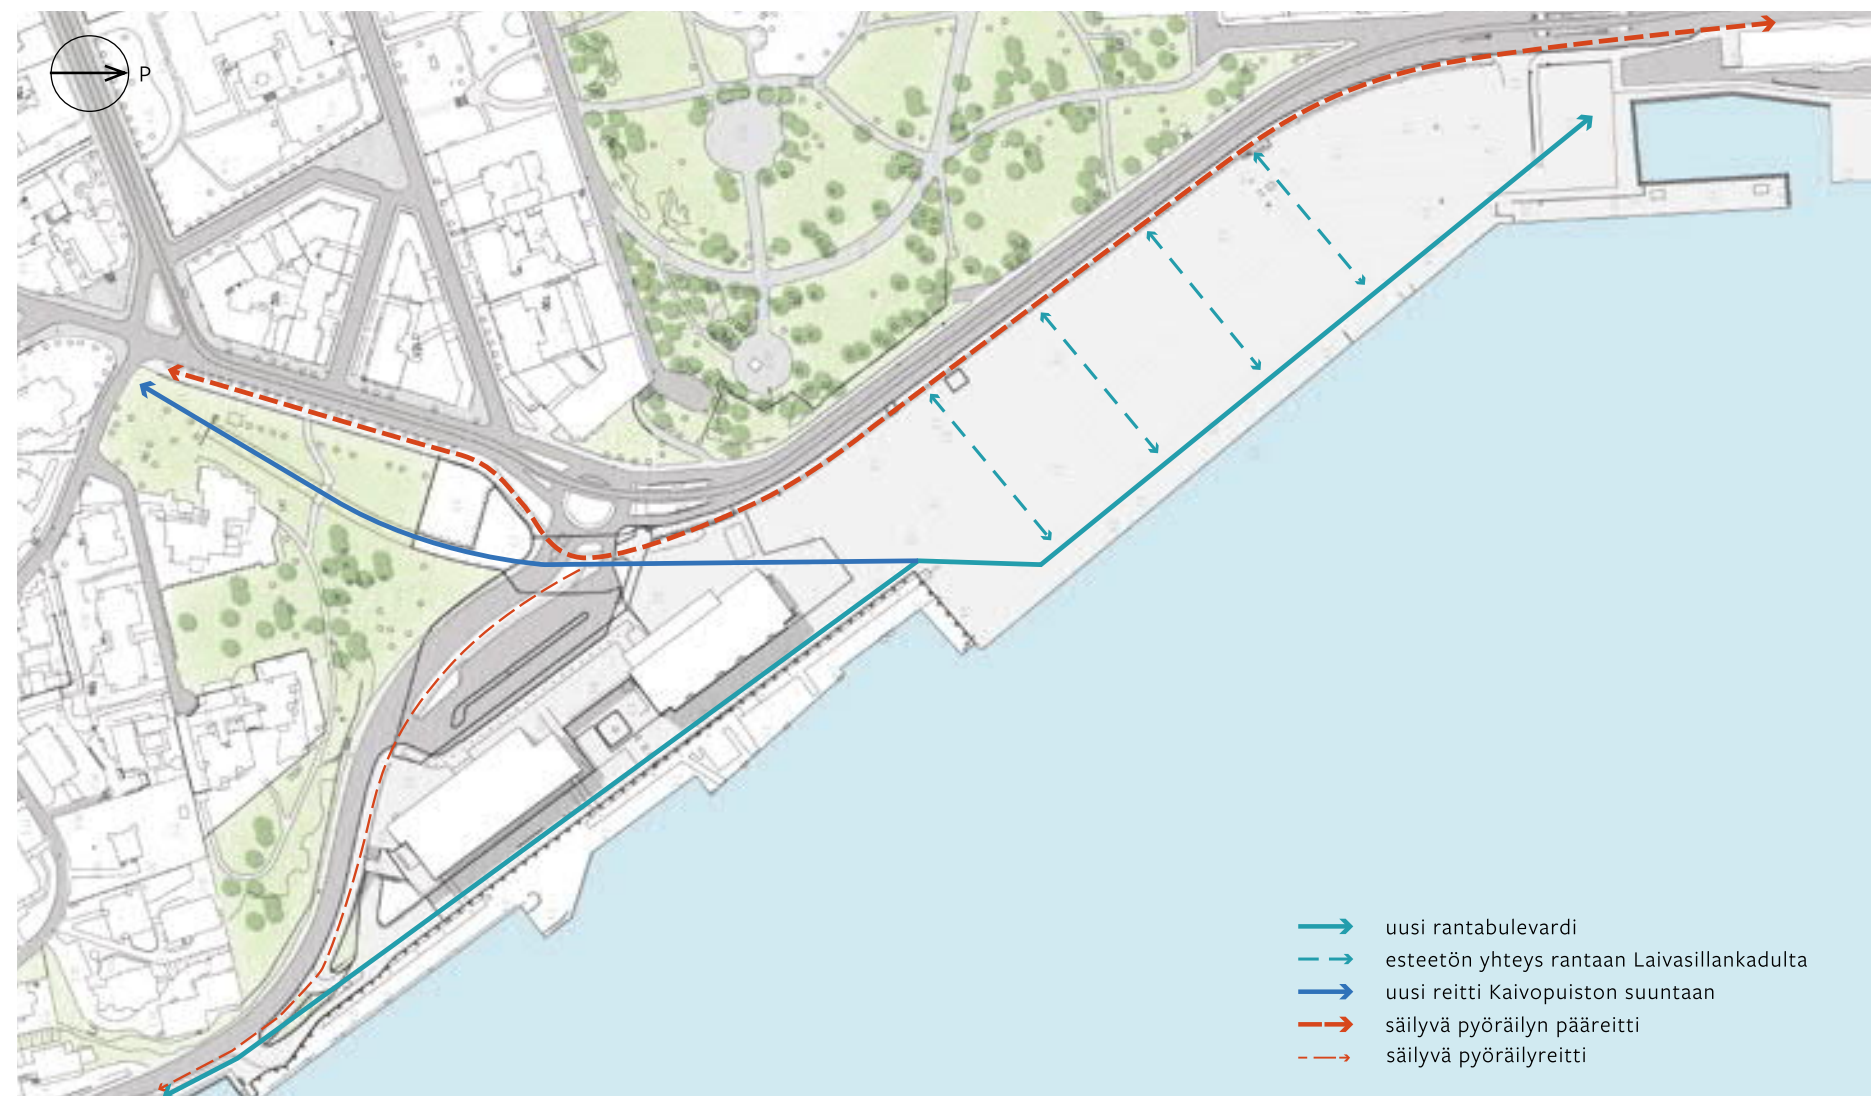 P
uusi rantabulevardi
esteetön yhteys rantaan Laivasillankadulta
uusi reitti Kaivopuiston suuntaan
säilyvä pyöräilyn pääreitti
säilyvä pyöräilyreitti